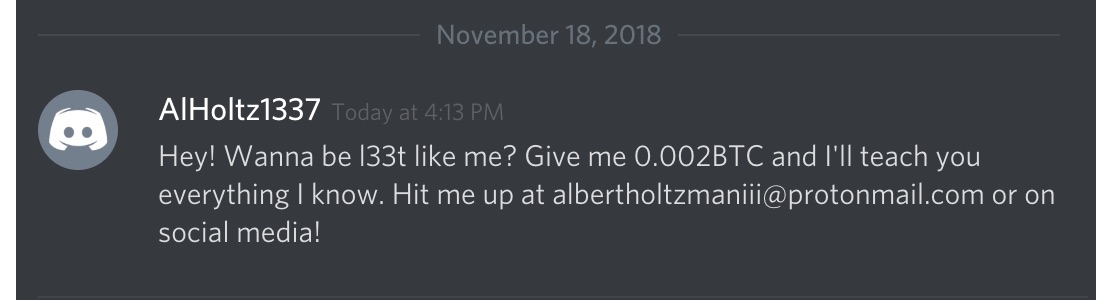 November 18, 2018
AlHoltz1337 Today at 4:13 PM
Hey! Wanna be l33t like me? Give me 0.002BTC and I'll teach you
everything I know. Hit me up at albertholtzmaniii@protonmail.com or on
social media!